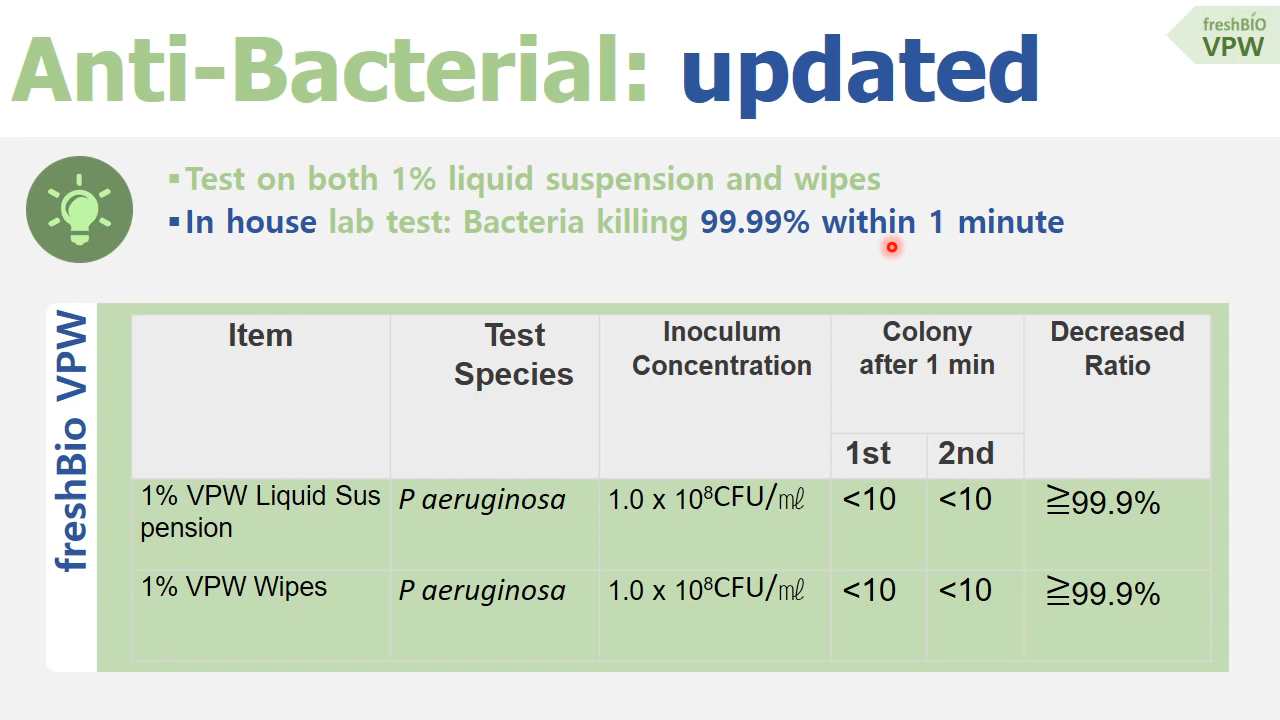 Anti-Bacterial: updated
freshBIO
VPW
▪Test on both 1% liquid suspension and wipes
▪In house lab test: Bacteria killing 99.99% within 1 minute
freshBio VPW
Item
Test
Species
Inoculum
Concentration
Colony
after 1 min
Decreased
Ratio
1st
2nd
1% VPW Liquid Sus
pension
P aeruginosa
1.0 x 10⁸CFU/㎖
<10
<10
≧99.9%
1% VPW Wipes
P aeruginosa
1.0 x 10⁸CFU/㎖
<10
<10
≧99.9%